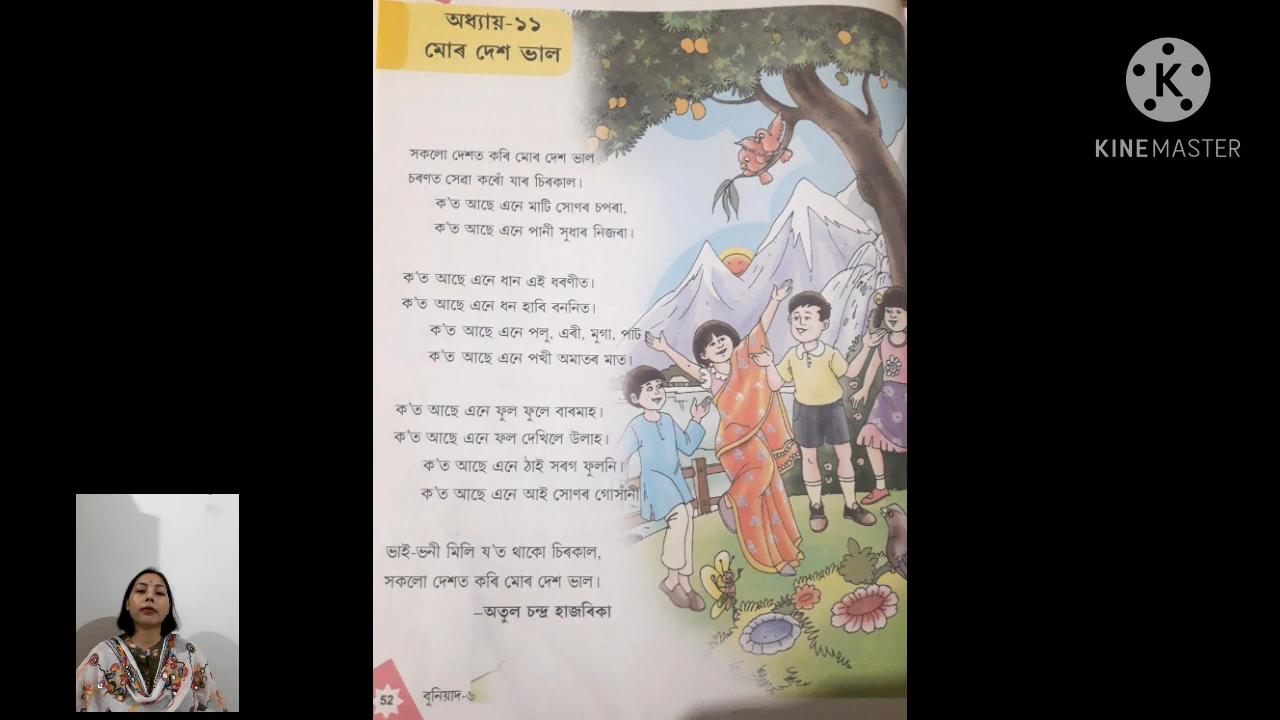 অধ্যায়-১১
মোৰ দেশ ভাল
সকলো দেশত কৰি মোৰ দেশ ভাল
চৰণত সেৱা কৰোঁ যাৰ চিৰকাল।
ক'ত আছে এনে মাটি সোণৰ চপৰা,
ক'ত আছে এনে পানী সুধাৰ নিজৰা।
ক'ত আছে এনে ধান এই ধৰণীত।
ক'ত আছে এনে ধন হাবি বননিত।
ক'ত আছে এনে পলু, এৰী, মুগা, পাট
ক'ত আছে এনে পখী অমাতৰ মাত।
ক'ত আছে এনে ফুল ফুলে বাৰমাহ।
ক'ত আছে এনে ফল দেখিলে উলাহ।
ক'ত আছে এনে ঠাই সৰগ ফুলনি।
ক'ত আছে এনে আই সোণৰ গোসাঁনী।
ভাই-ভনী মিলি য'ত থাকো চিৰকাল,
সকলো দেশত কৰি মোৰ দেশ ভাল।
–অতুল চন্দ্ৰ হাজৰিকা
52 বুনিয়াদ-৬
K
KINEMASTER